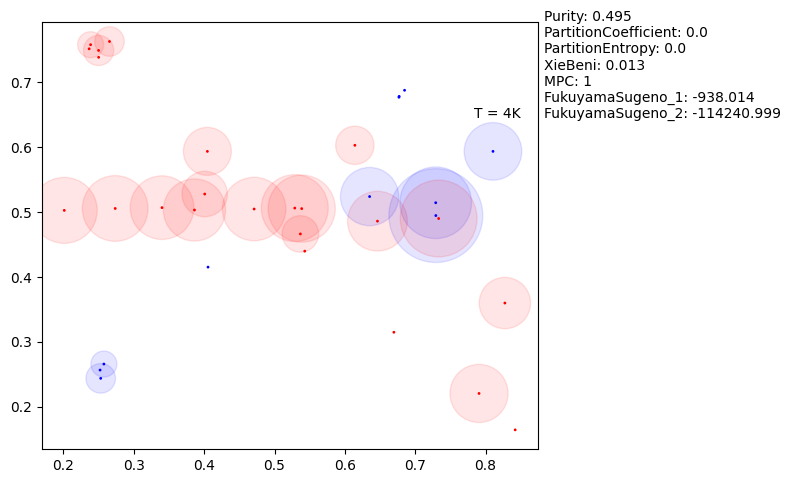 Purity: 0.495
PartitionCoefficient: 0.0
PartitionEntropy: 0.0
XieBeni: 0.013
MPC: 1
FukuyamaSugeno_1: -938.014
FukuyamaSugeno_2: -114240.999
T = 4K
0.7
0.6
0.5
0.4
0.3
0.2
0.2 0.3 0.4 0.5 0.6 0.7 0.8